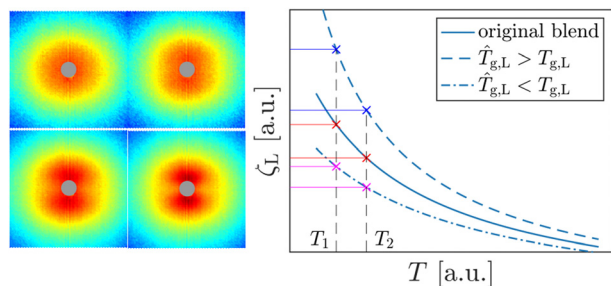 original blend
T̂g,L > Tg,L
T̂g,L < Tg,L
ζL [a.u.]
T1
T2
T [a.u.]